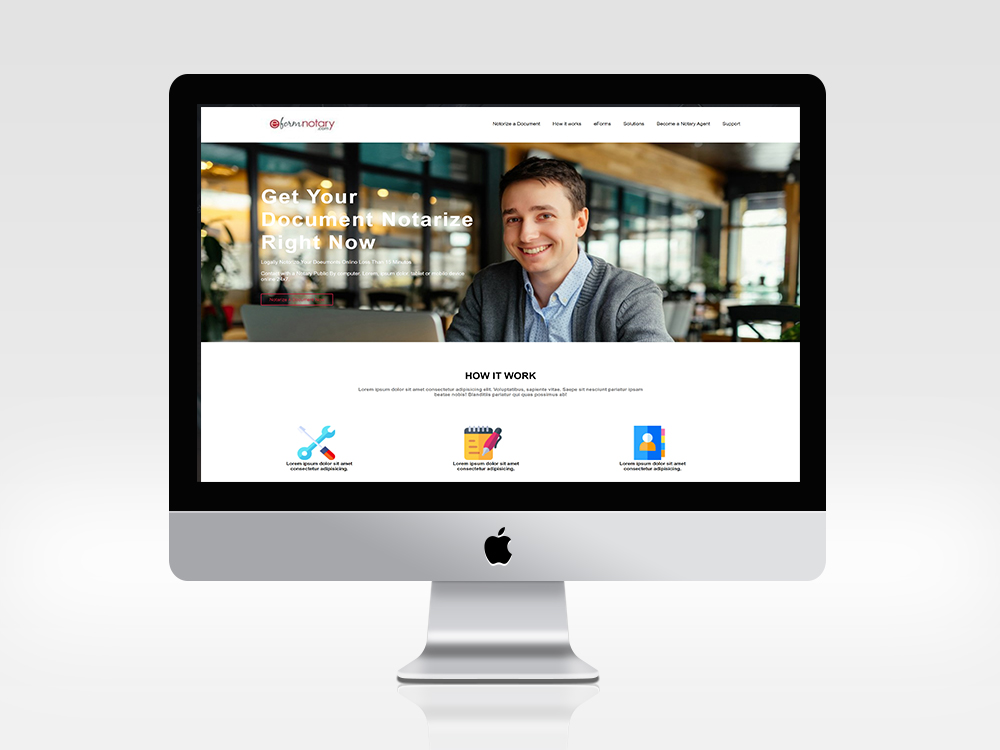 eformnotary
.com
Notorize a Document How it works eForms Solutions Become a Notary Agent Support
Get Your
Document Notarize
Right Now
Legally Notarize Your Documents Online Less Than 15 Minutes
Contact with a Notary Public By computer. Lorem, ipsum dolor. tablet or mobile device
online 24x7.
HOW IT WORK
Lorem ipsum dolor sit amet consectetur adipisicing elit. Voluptatibus, sapiente vitae. Saepe sit nesciunt pariatur ipsam
beatae nobis! Blanditiis pariatur qui quas possimus ab!
Lorem ipsum dolor sit amet
consectetur adipisicing.
Lorem ipsum dolor sit amet
consectetur adipisicing.
Lorem ipsum dolor sit amet
consectetur adipisicing.